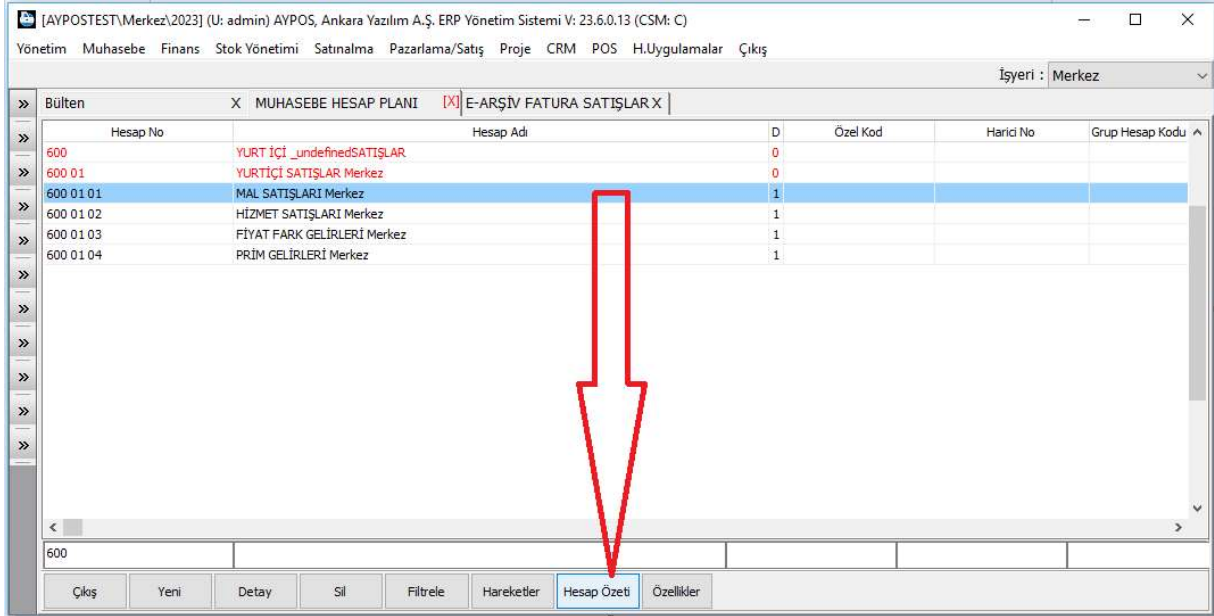 [AYPOSTEST\Merkez\2023] (U: admin) AYPOS, Ankara Yazılım A.Ş. ERP Yönetim Sistemi V: 23.6.0.13 (CSM: C)
Yönetim Muhasebe Finans Stok Yönetimi Satınalma Pazarlama/Satış Proje CRM POS H.Uygulamalar Çıkış
İşyeri : Merkez
Bülten X MUHASEBE HESAP PLANI [X] E-ARŞİV FATURA SATIŞLAR X
Hesap No Hesap Adı D Özel Kod Harici No Grup Hesap Kodu
600 YURT İÇİ _undefinedSATIŞLAR 0
600 01 YURTİÇİ SATIŞLAR Merkez 0
600 01 01 MAL SATIŞLARI Merkez 1
600 01 02 HİZMET SATIŞLARI Merkez 1
600 01 03 FİYAT FARK GELİRLERİ Merkez 1
600 01 04 PRİM GELİRLERİ Merkez 1
600
Çıkış Yeni Detay Sil Filtrele Hareketler Hesap Özeti Özellikler